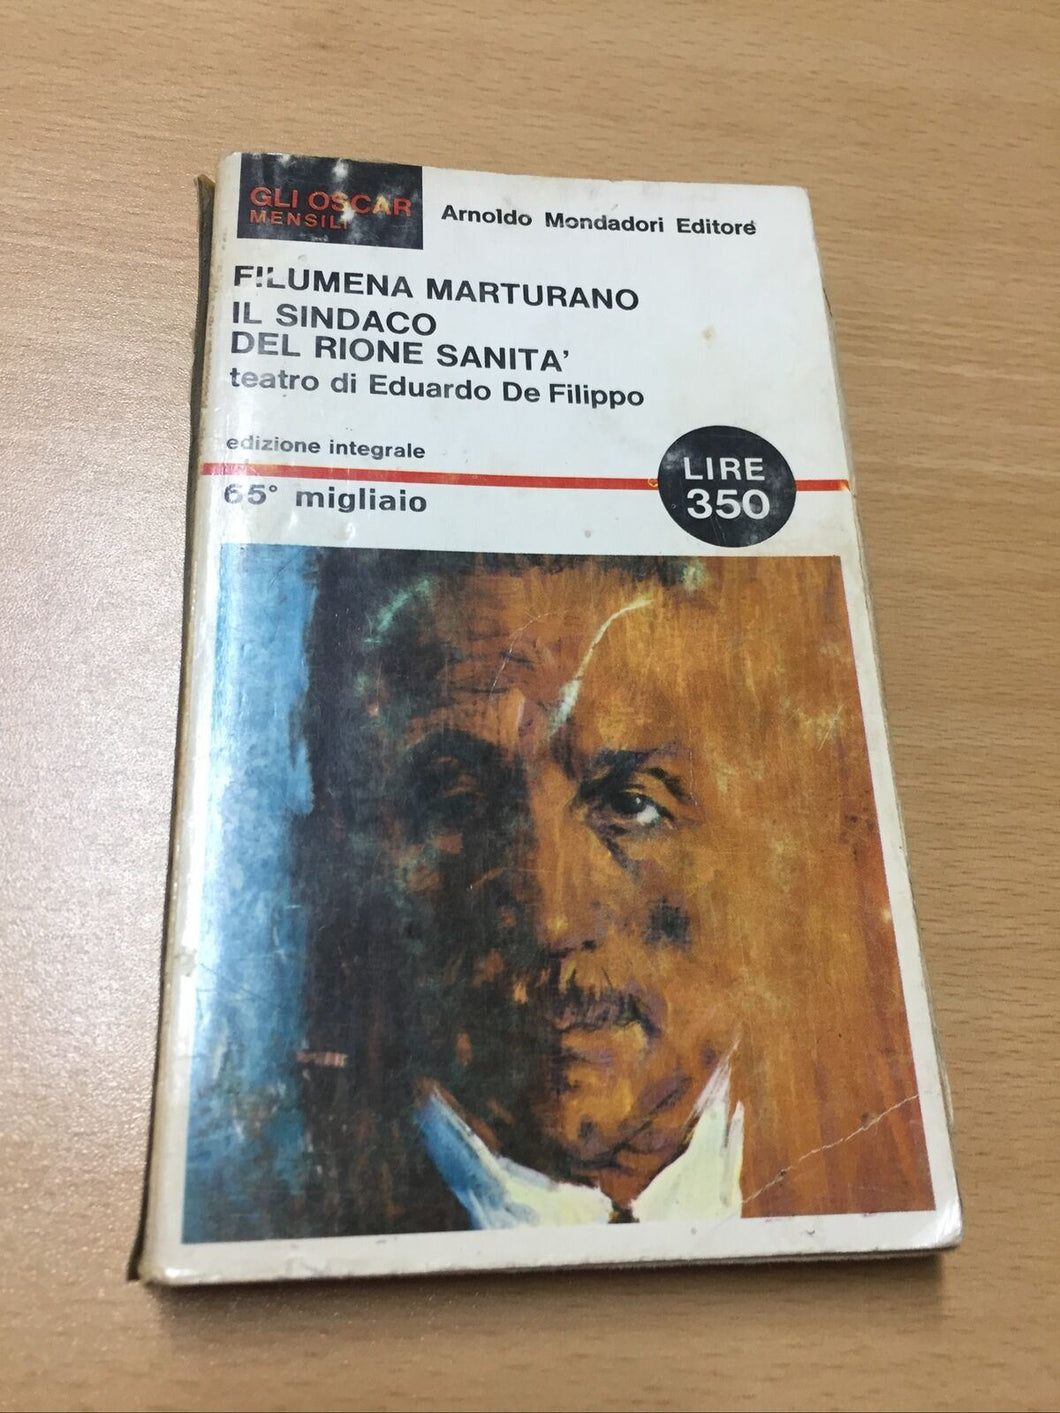 GLI OSCAR
MENSILI
Arnoldo Mondadori Editore
FILUMENA MARTURANO
IL SINDACO
DEL RIONE SANITA'
teatro di Eduardo De Filippo
edizione integrale
LIRE
350
65° migliaio